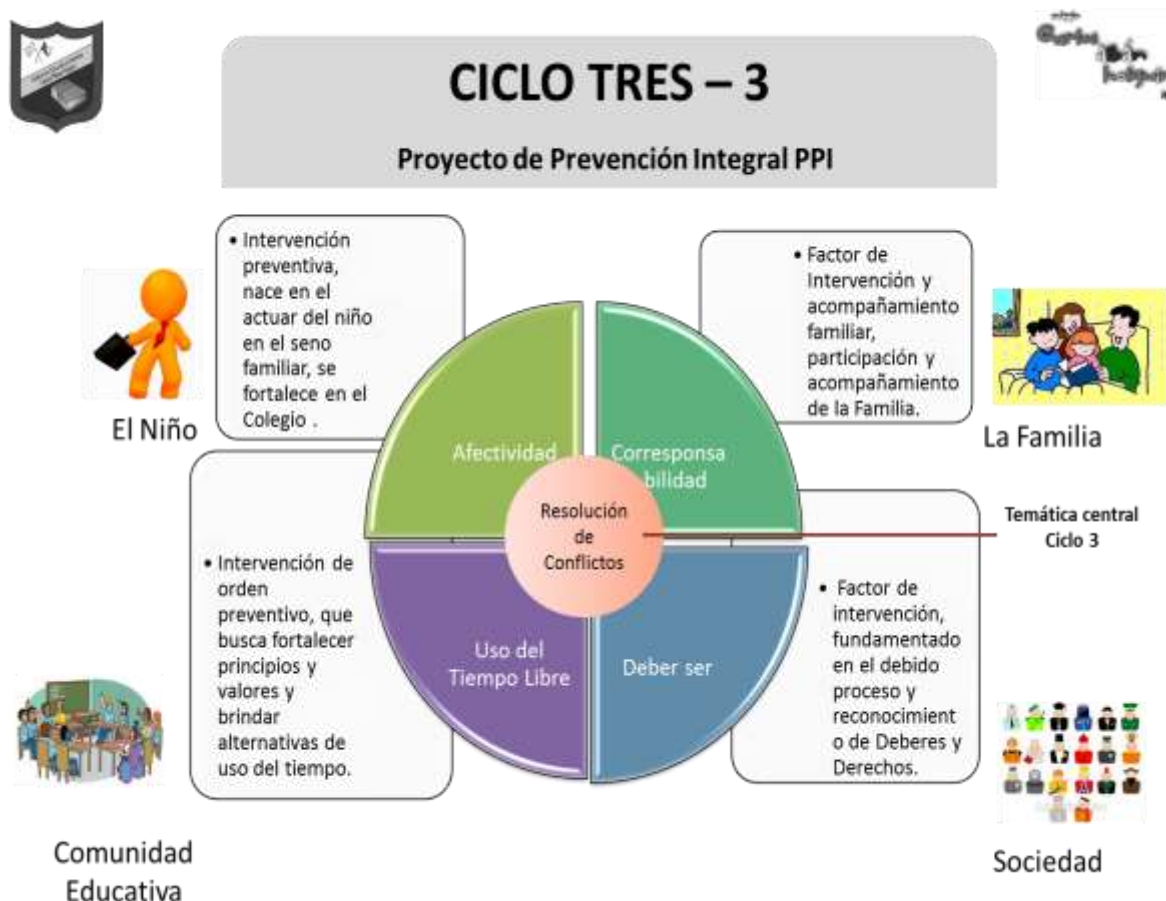 CICLO TRES – 3
Proyecto de Prevención Integral PPI
• Intervención
preventiva,
nace en el
actuar del niño
en el seno
familiar, se
fortalece en el
Colegio .
El Niño
• Factor de
Intervención y
acompañamiento
familiar,
participación y
acompañamiento
de la Familia.
La Familia
Afectividad
Corresponsa
bilidad
Resolución
de
Conflictos
Temática central
Ciclo 3
• Intervención de
orden
preventivo, que
busca fortalecer
principios y
valores y
brindar
alternativas de
uso del tiempo.
Uso del
Tiempo Libre
Deber ser
• Factor de
intervención,
fundamentado
en el debido
proceso y
reconocimient
o de Deberes y
Derechos.
Comunidad
Educativa
Sociedad